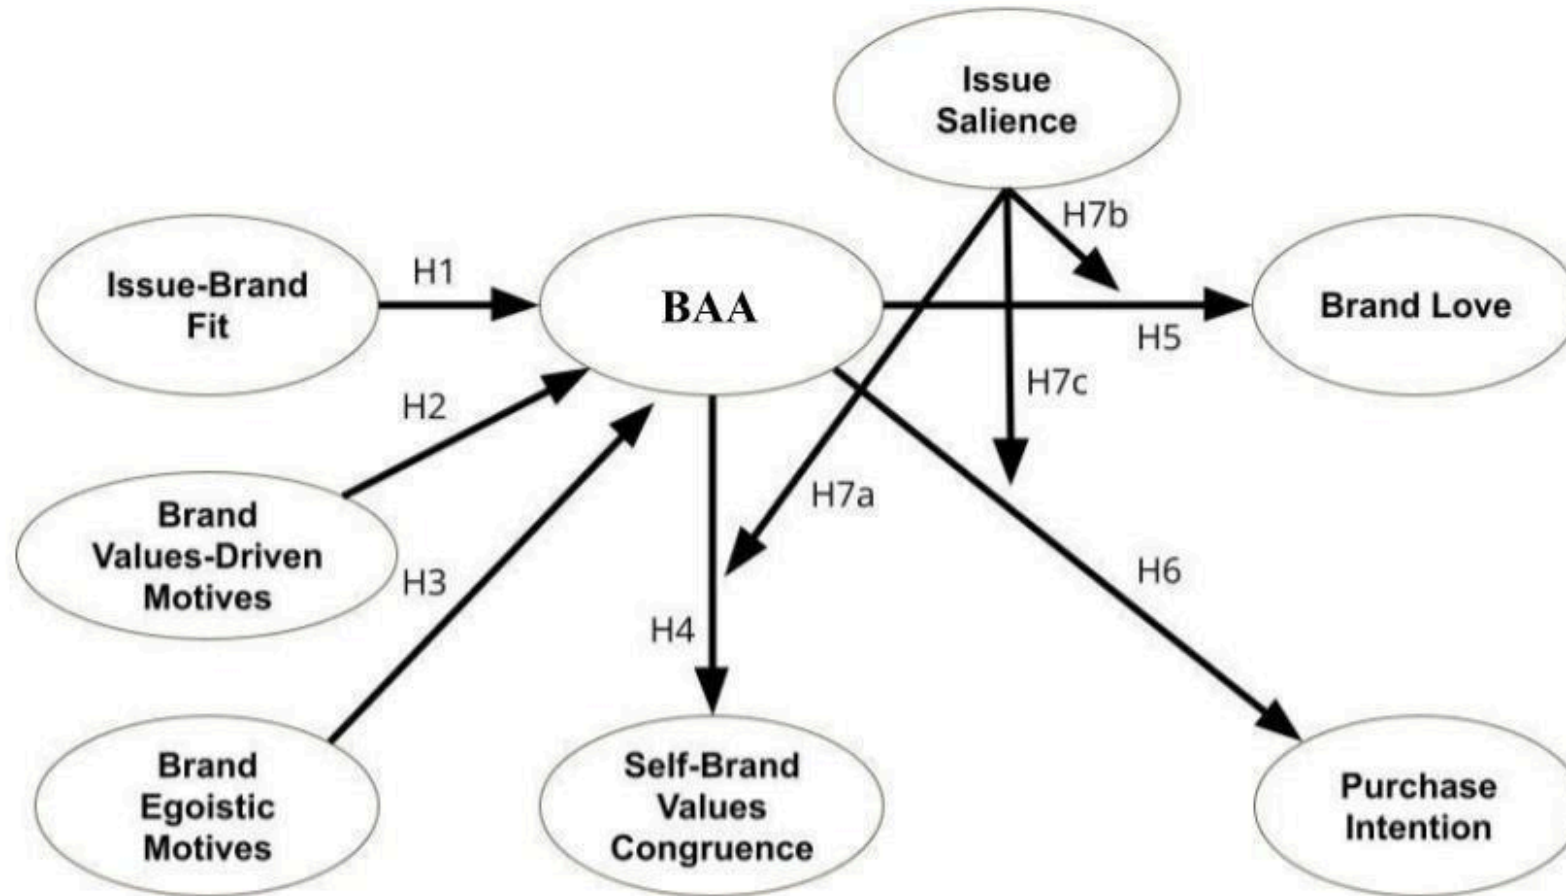 Issue
Salience
H7b
Issue-Brand
Fit
H1
BAA
Brand Love
H5
H7c
H2
H7a
Brand
Values-Driven
Motives
H3
H6
H4
Brand
Egoistic
Motives
Self-Brand
Values
Congruence
Purchase
Intention